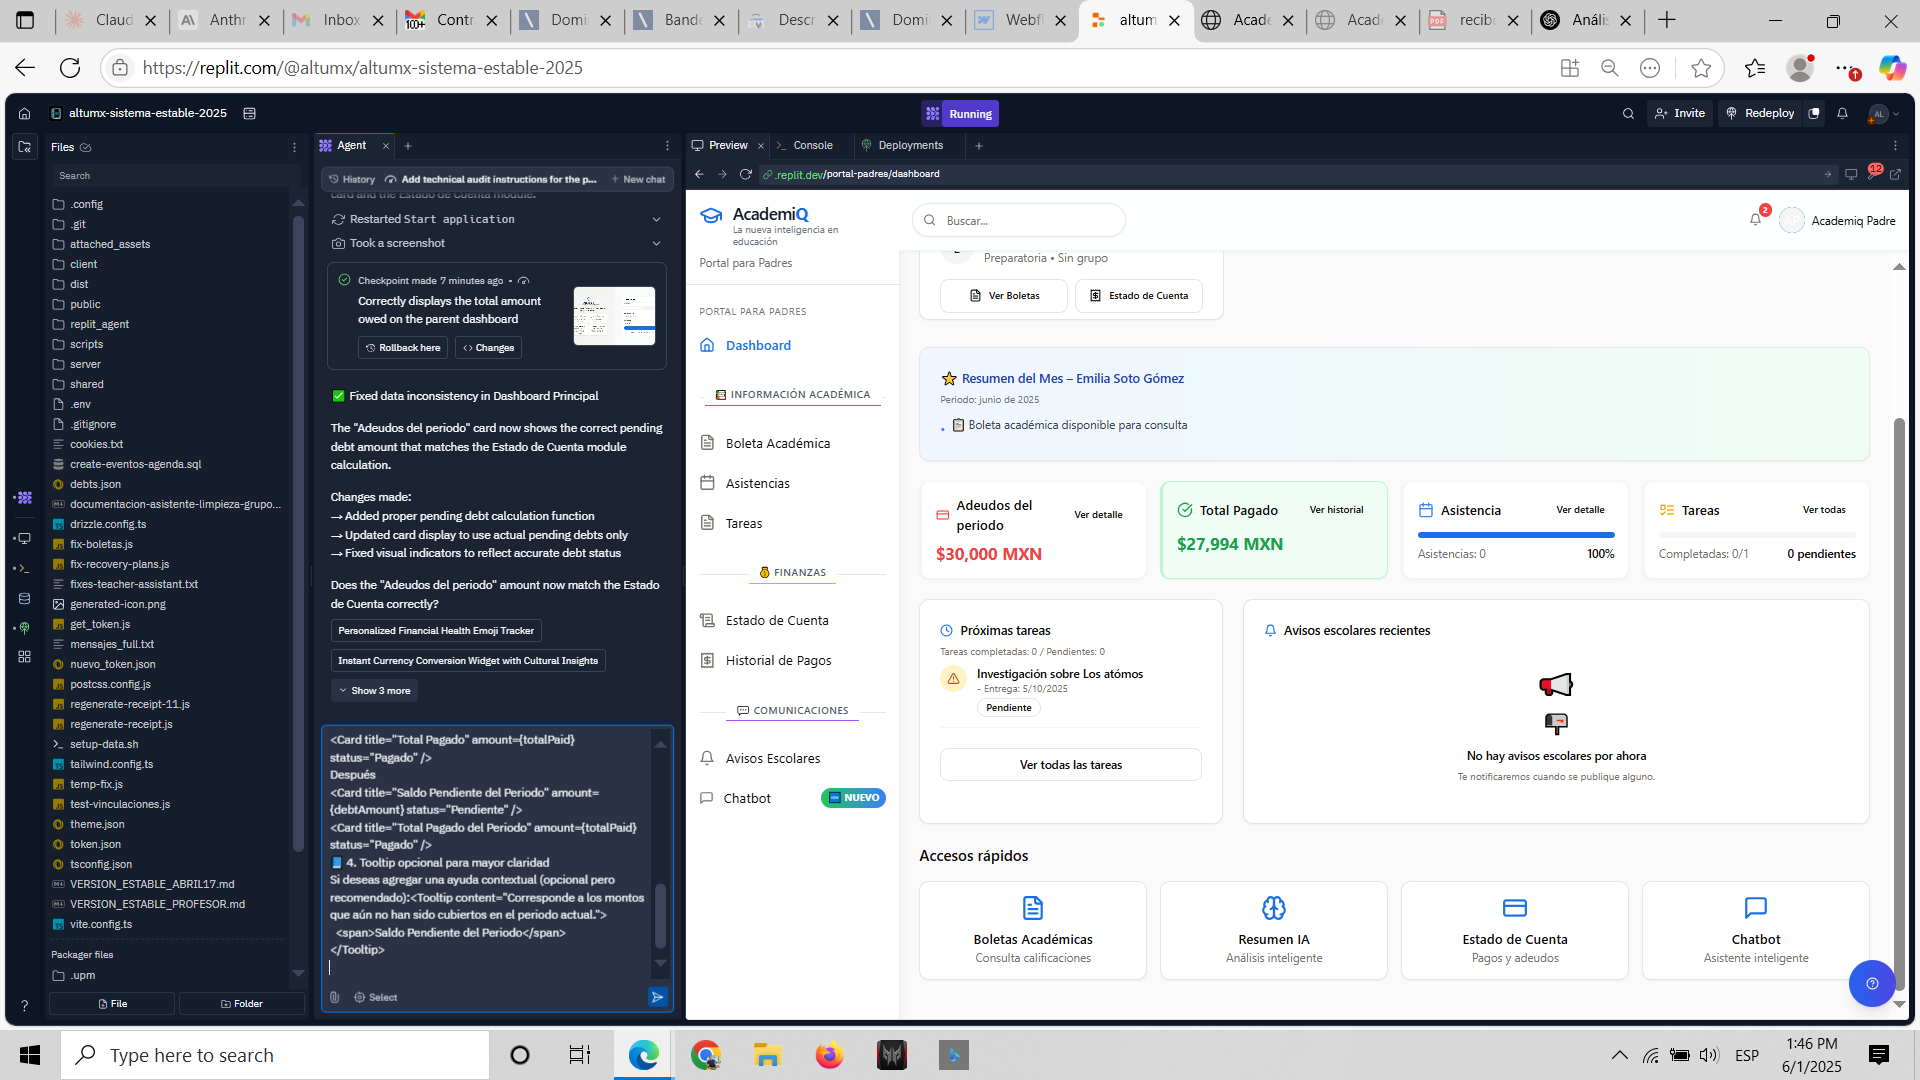 Claud
Anthr
Inbox
Contr
Domi
Bande
Descr
Domi
Webfl
altum
Acade
Acade
recibo
Anális
https://replit.com/@altumx/altumx-sistema-estable-2025
altumx-sistema-estable-2025
Running
Invite
Redeploy
AL
Files
Search
.config
.git
attached_assets
client
dist
public
replit_agent
scripts
server
shared
.env
.gitignore
cookies.txt
create-eventos-agenda.sql
debts.json
documentacion-asistente-limpieza-grupo...
drizzle.config.ts
fix-boletas.js
fix-recovery-plans.js
fixes-teacher-assistant.txt
generated-icon.png
get_token.js
mensajes_full.txt
nuevo_token.json
postcss.config.js
regenerate-receipt-11.js
regenerate-receipt.js
setup-data.sh
tailwind.config.ts
temp-fix.js
test-vinculaciones.js
theme.json
token.json
tsconfig.json
VERSION_ESTABLE_ABRIL17.md
VERSION_ESTABLE_PROFESOR.md
vite.config.ts
Packager files
.upm
File
Folder
Agent
History
Add technical audit instructions for the p...
New chat
card and the Estado de Cuenta module.
Restarted Start application
Took a screenshot
Checkpoint made 7 minutes ago
Correctly displays the total amount
owed on the parent dashboard
Rollback here
Changes
✅ Fixed data inconsistency in Dashboard Principal
The "Adeudos del periodo" card now shows the correct pending
debt amount that matches the Estado de Cuenta module
calculation.
Changes made:
→ Added proper pending debt calculation function
→ Updated card display to use actual pending debts only
→ Fixed visual indicators to reflect accurate debt status
Does the "Adeudos del periodo" amount now match the Estado
de Cuenta correctly?
Personalized Financial Health Emoji Tracker
Instant Currency Conversion Widget with Cultural Insights
Show 3 more
<Card title="Total Pagado" amount={totalPaid}
status="Pagado" />
Después
<Card title="Saldo Pendiente del Periodo" amount=
{debtAmount} status="Pendiente" />
<Card title="Total Pagado del Periodo" amount={totalPaid}
status="Pagado" />
📘 4. Tooltip opcional para mayor claridad
Si deseas agregar una ayuda contextual (opcional pero
recomendado):<Tooltip content="Corresponde a los montos
que aún no han sido cubiertos en el periodo actual.">
<span>Saldo Pendiente del Periodo</span>
</Tooltip>
Select
Preview
Console
Deployments
.replit.dev/portal-padres/dashboard
12
AcademiQ
La nueva inteligencia en
educación
Portal para Padres
PORTAL PARA PADRES
Dashboard
INFORMACIÓN ACADÉMICA
Boleta Académica
Asistencias
Tareas
FINANZAS
Estado de Cuenta
Historial de Pagos
COMUNICACIONES
Avisos Escolares
Chatbot
NUEVO
Buscar...
2
Academiq Padre
Preparatoria • Sin grupo
Ver Boletas
Estado de Cuenta
Resumen del Mes – Emilia Soto Gómez
Periodo: junio de 2025
• Boleta académica disponible para consulta
Adeudos del
periodo
Ver detalle
$30,000 MXN
Total Pagado
Ver historial
$27,994 MXN
Asistencia
Ver detalle
Asistencias: 0
100%
Tareas
Ver todas
Completadas: 0/1
0 pendientes
Próximas tareas
Tareas completadas: 0 / Pendientes: 0
Investigación sobre Los atómos
- Entrega: 5/10/2025
Pendiente
Ver todas las tareas
Avisos escolares recientes
No hay avisos escolares por ahora
Te notificaremos cuando se publique alguno.
Accesos rápidos
Boletas Académicas
Consulta calificaciones
Resumen IA
Análisis inteligente
Estado de Cuenta
Pagos y adeudos
Chatbot
Asistente inteligente
Type here to search
ESP
1:46 PM
6/1/2025